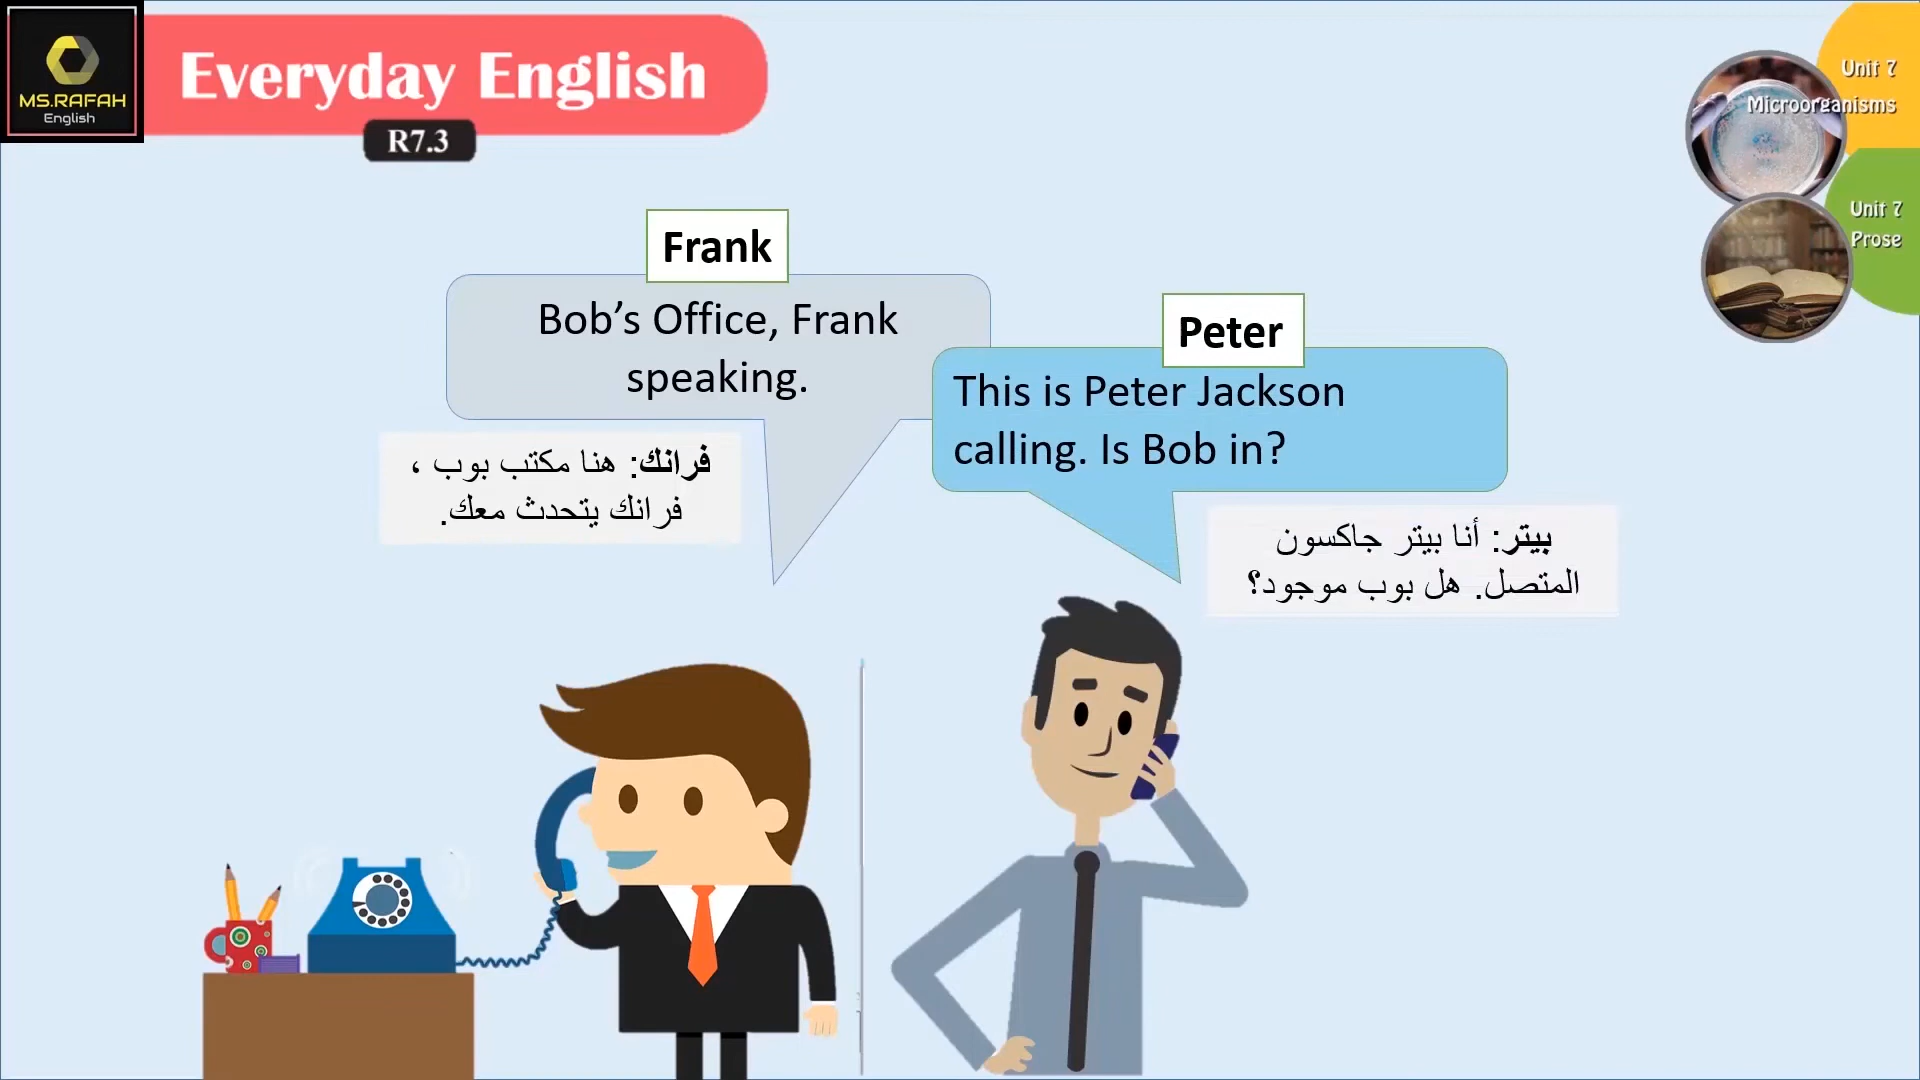 MS.RAFAH
English
Everyday English
R7.3
Unit 7
Microorganisms
Unit 7
Prose
Frank
Bob’s Office, Frank
speaking.
فرانك: هنا مكتب بوب ،
فرانك يتحدث معك.
Peter
This is Peter Jackson
calling. Is Bob in?
بيتر: أنا بيتر جاكسون
المتصل. هل بوب موجود؟